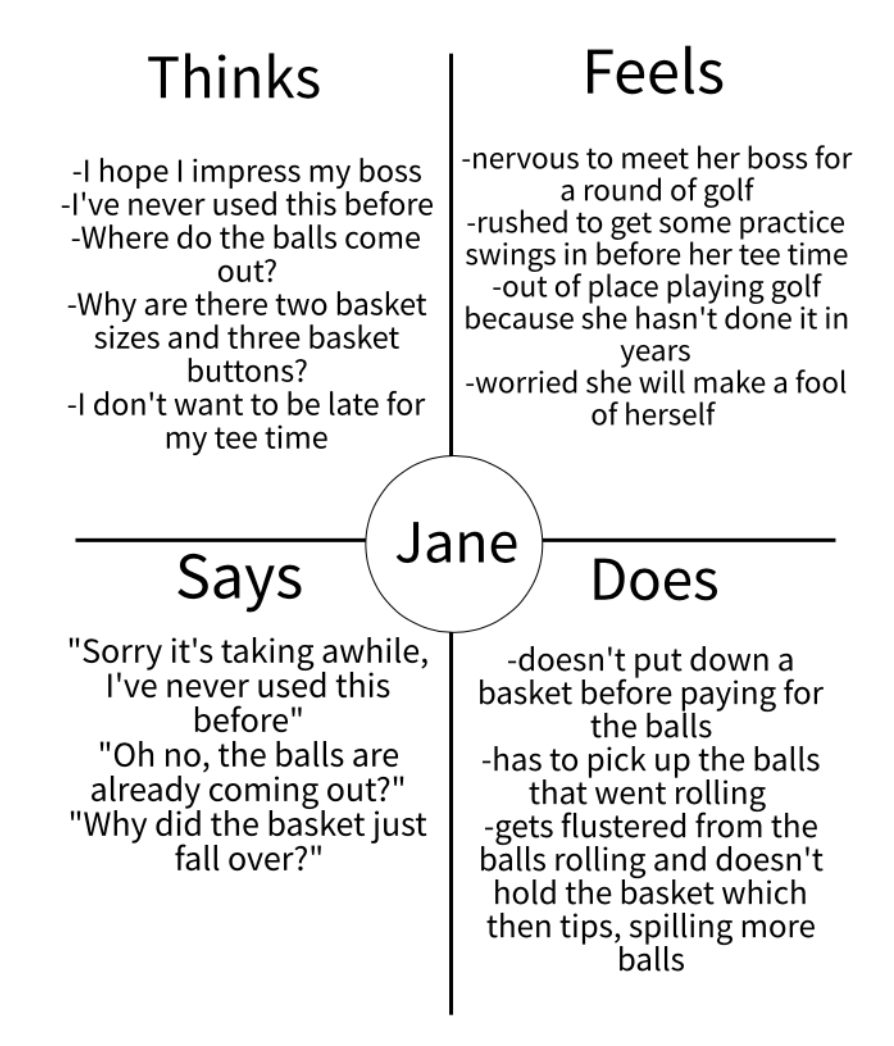 Thinks
-I hope I impress my boss
-I've never used this before
-Where do the balls come
out?
-Why are there two basket
sizes and three basket
buttons?
-I don't want to be late for
my tee time
Feels
-nervous to meet her boss for
a round of golf
-rushed to get some practice
swings in before her tee time
-out of place playing golf
because she hasn't done it in
years
-worried she will make a fool
of herself
Jane
Says
"Sorry it's taking awhile,
I've never used this
before"
"Oh no, the balls are
already coming out?"
"Why did the basket just
fall over?"
Does
-doesn't put down a
basket before paying for
the balls
-has to pick up the balls
that went rolling
-gets flustered from the
balls rolling and doesn't
hold the basket which
then tips, spilling more
balls